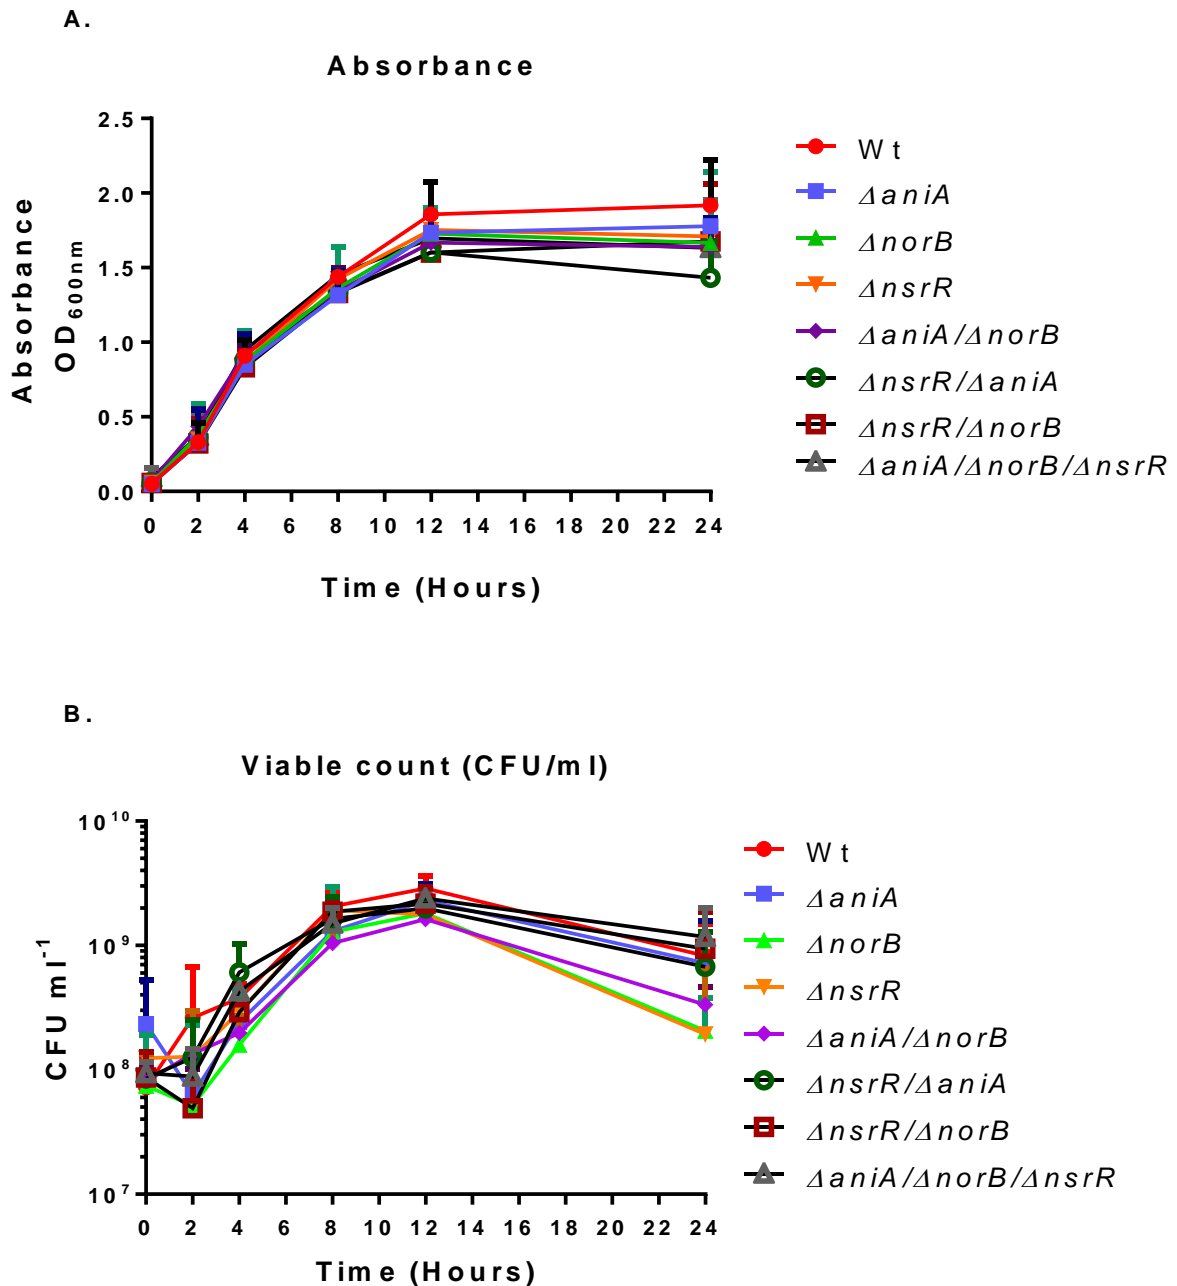 A.
Absorbance
Absorbance
OD600nm
2.5
2.0
1.5
1.0
0.5
0.0
0 2 4 6 8 10 12 14 16 18 20 22 24
Time (Hours)
Wt
ΔaniA
ΔnorB
ΔnsrR
ΔaniA/ΔnorB
ΔnsrR/ΔaniA
ΔnsrR/ΔnorB
ΔaniA/ΔnorB/ΔnsrR
B.
Viable count (CFU/ml)
CFU ml-1
10^10
10^9
10^8
10^7
0 2 4 6 8 10 12 14 16 18 20 22 24
Time (Hours)
Wt
ΔaniA
ΔnorB
ΔnsrR
ΔaniA/ΔnorB
ΔnsrR/ΔaniA
ΔnsrR/ΔnorB
ΔaniA/ΔnorB/ΔnsrR